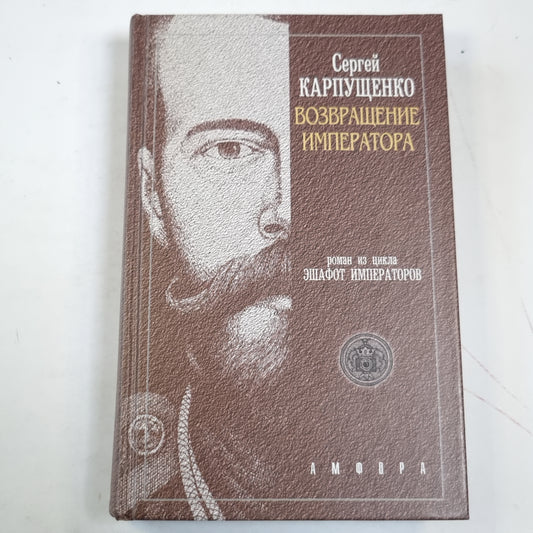 Сергей
КАРПУЩЕНКО
ВОЗВРАЩЕНИЕ
ИМПЕРАТОРА
роман из цикла
ЭШАФОТ ИМПЕРАТОРОВ
АМФОРА